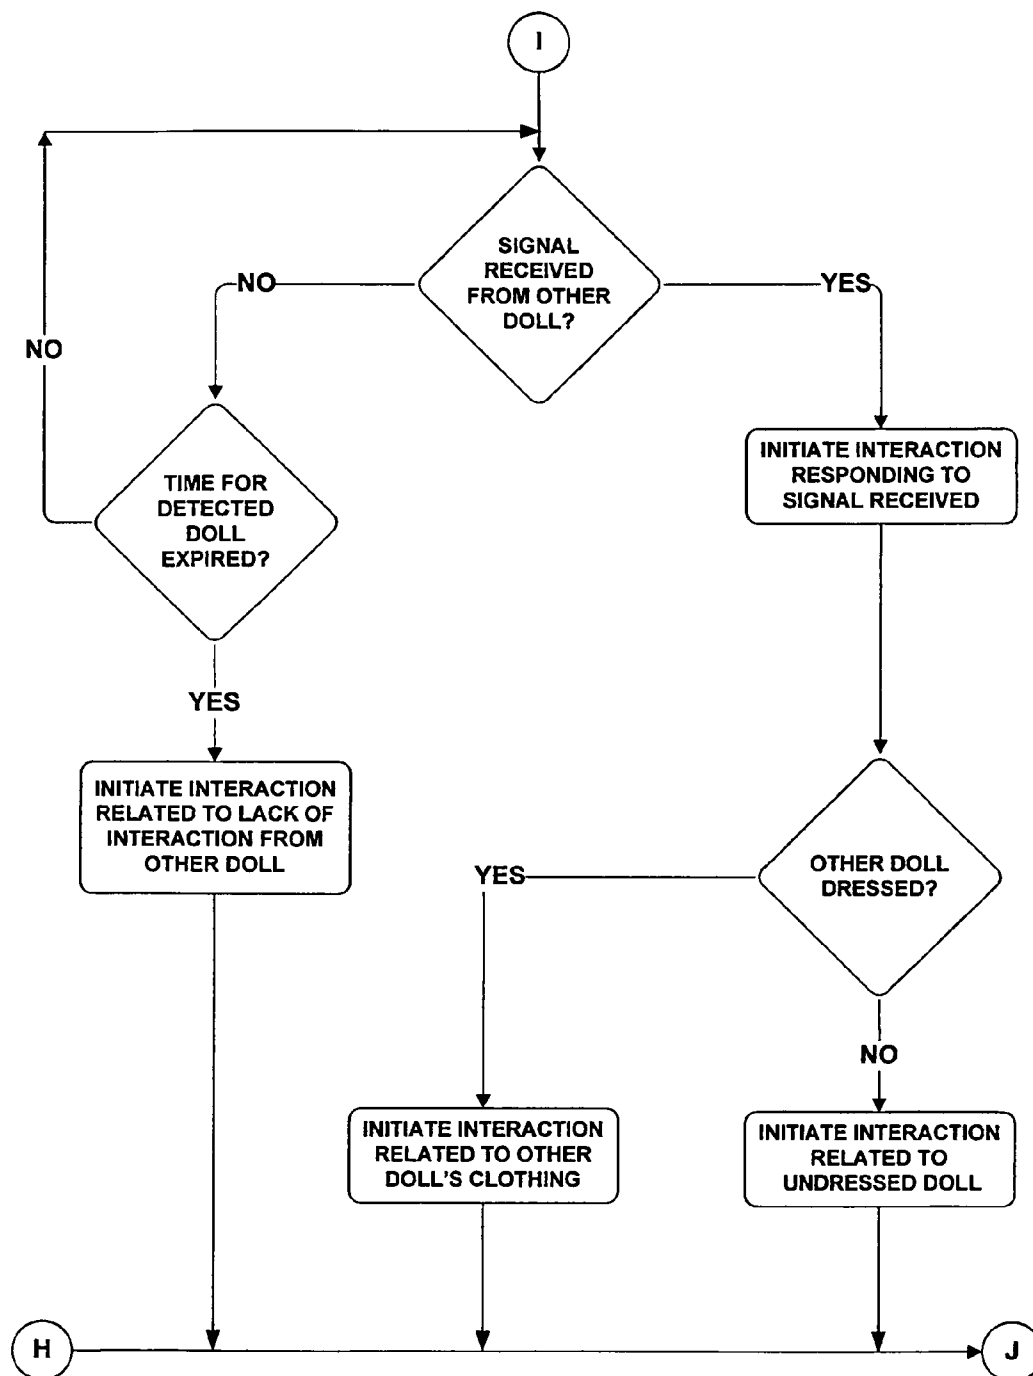 I
SIGNAL
RECEIVED
FROM OTHER
DOLL?
NO
YES
NO
TIME FOR
DETECTED
DOLL
EXPIRED?
INITIATE INTERACTION
RESPONDING TO
SIGNAL RECEIVED
YES
INITIATE INTERACTION
RELATED TO LACK OF
INTERACTION FROM
OTHER DOLL
OTHER DOLL
DRESSED?
YES
NO
INITIATE INTERACTION
RELATED TO OTHER
DOLL'S CLOTHING
INITIATE INTERACTION
RELATED TO
UNDRESSED DOLL
H
J